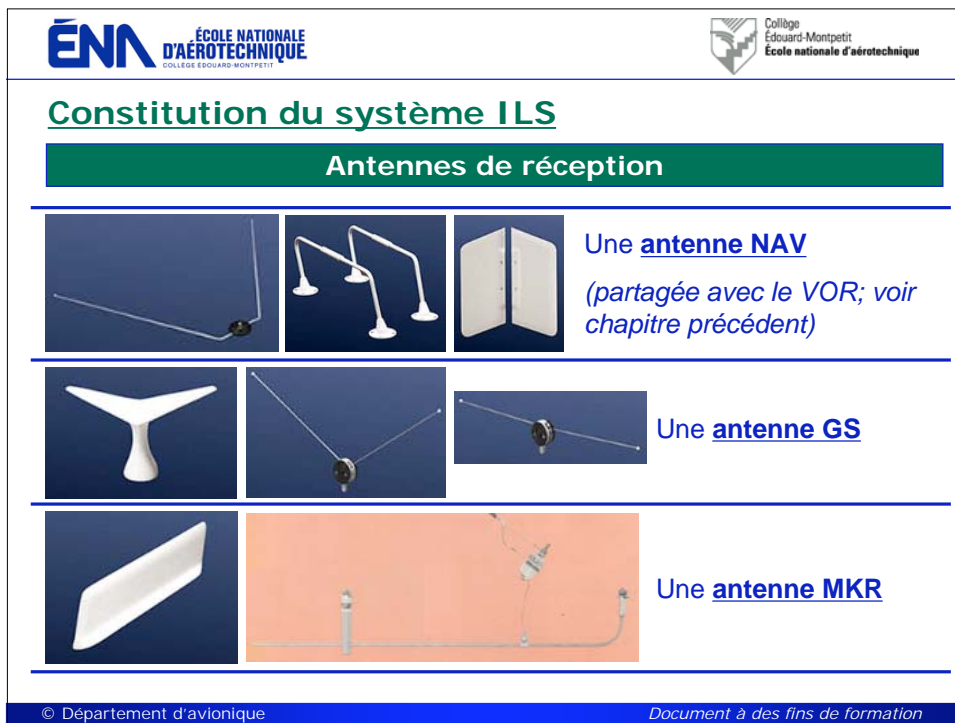 ÉNA ÉCOLE NATIONALE
D'AÉROTECHNIQUE
COLLÈGE ÉDOUARD-MONTPETIT
Collège
Édouard-Montpetit
École nationale d'aérotechnique
Constitution du système ILS
Antennes de réception
Une antenne NAV
(partagée avec le VOR; voir
chapitre précédent)
Une antenne GS
Une antenne MKR
© Département d'avionique
Document à des fins de formation